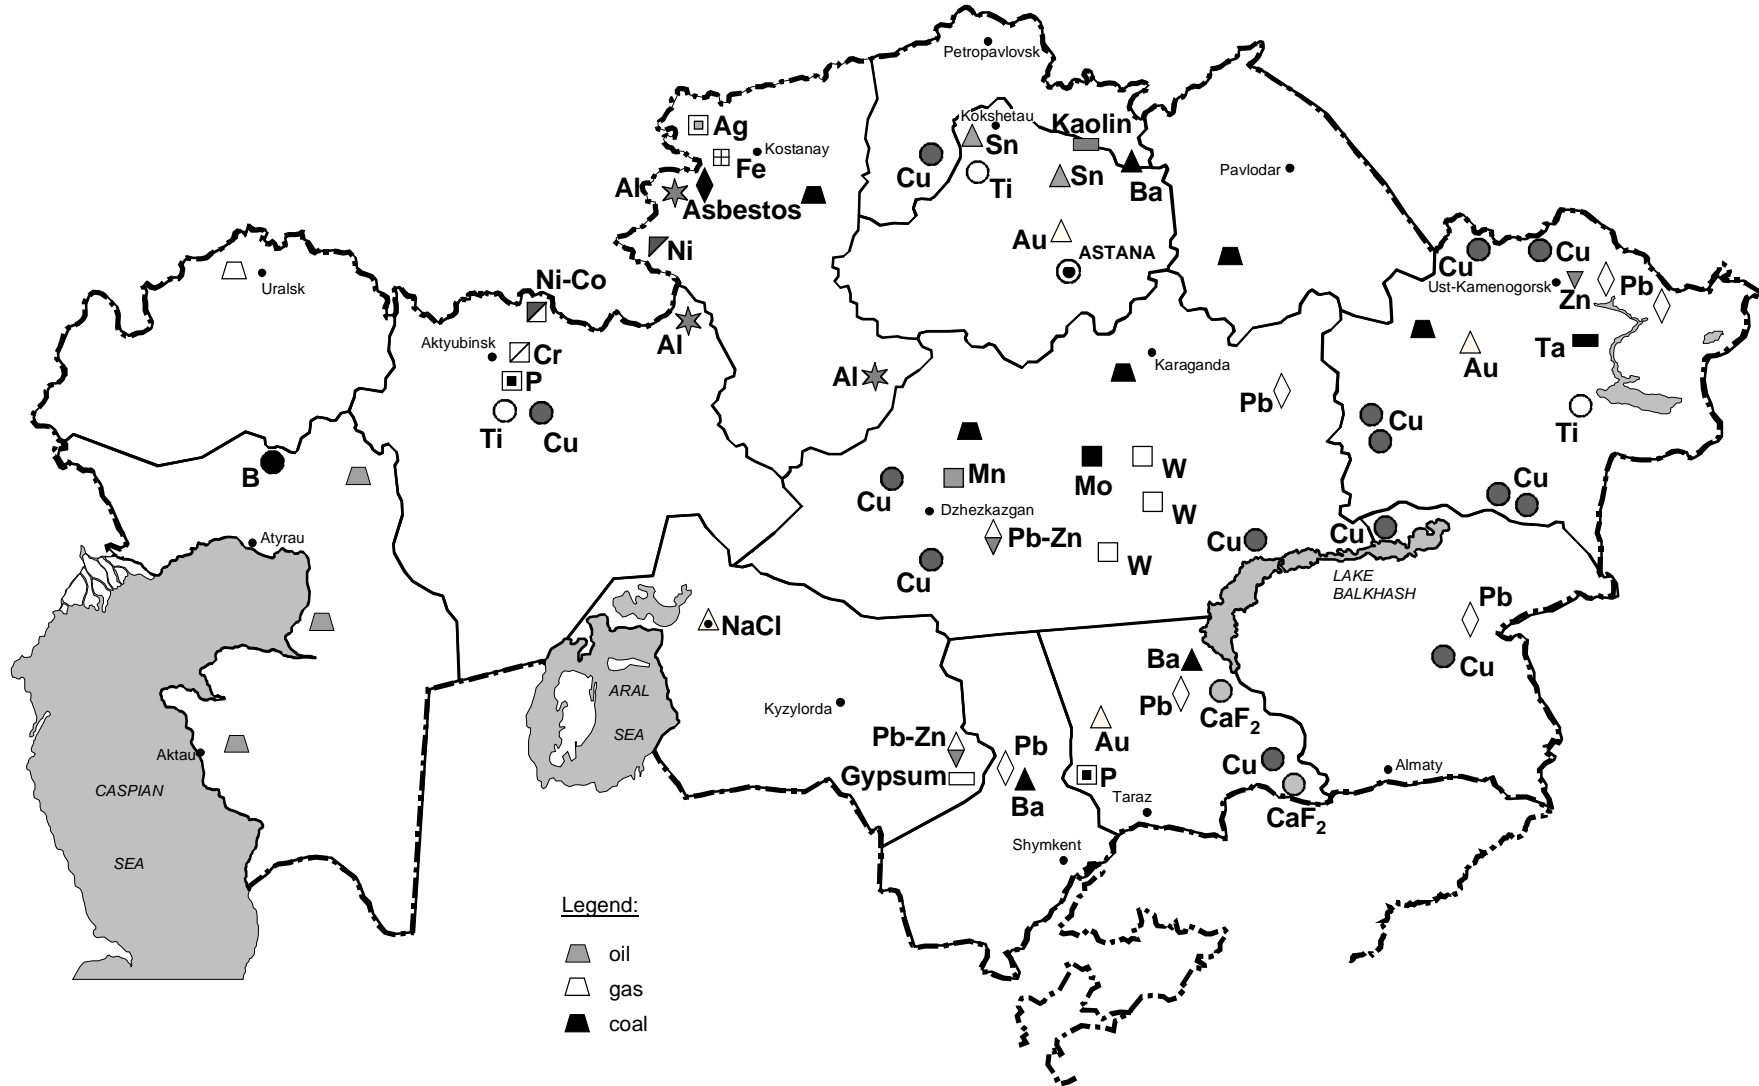 Petropavlovsk
Kokshetau
Kaolin
Ag
Kostanay
Fe
Sn
Cu
Ti
Sn
Ba
Pavlodar
Al
Asbestos
Au
ASTANA
Ni
Cu
Cu
Uralsk
Ni-Co
Ust-Kamenogorsk
Zn
Pb
Aktyubinsk
Cr
Al
Karaganda
Au
Ta
P
Al
Pb
Ti
Cu
Cu
Ti
B
Mn
Mo
W
Cu
Cu
Dzhezkazgan
W
Atyrau
Pb-Zn
Cu
Cu
W
Cu
LAKE
BALKHASH
NaCl
Pb
Ba
Cu
ARAL
SEA
Kyzylorda
Pb
CaF2
Aktau
Pb-Zn
Pb
Au
Cu
Almaty
Gypsum
P
CASPIAN
Ba
Taraz
CaF2
SEA
Shymkent
Legend:
oil
gas
coal